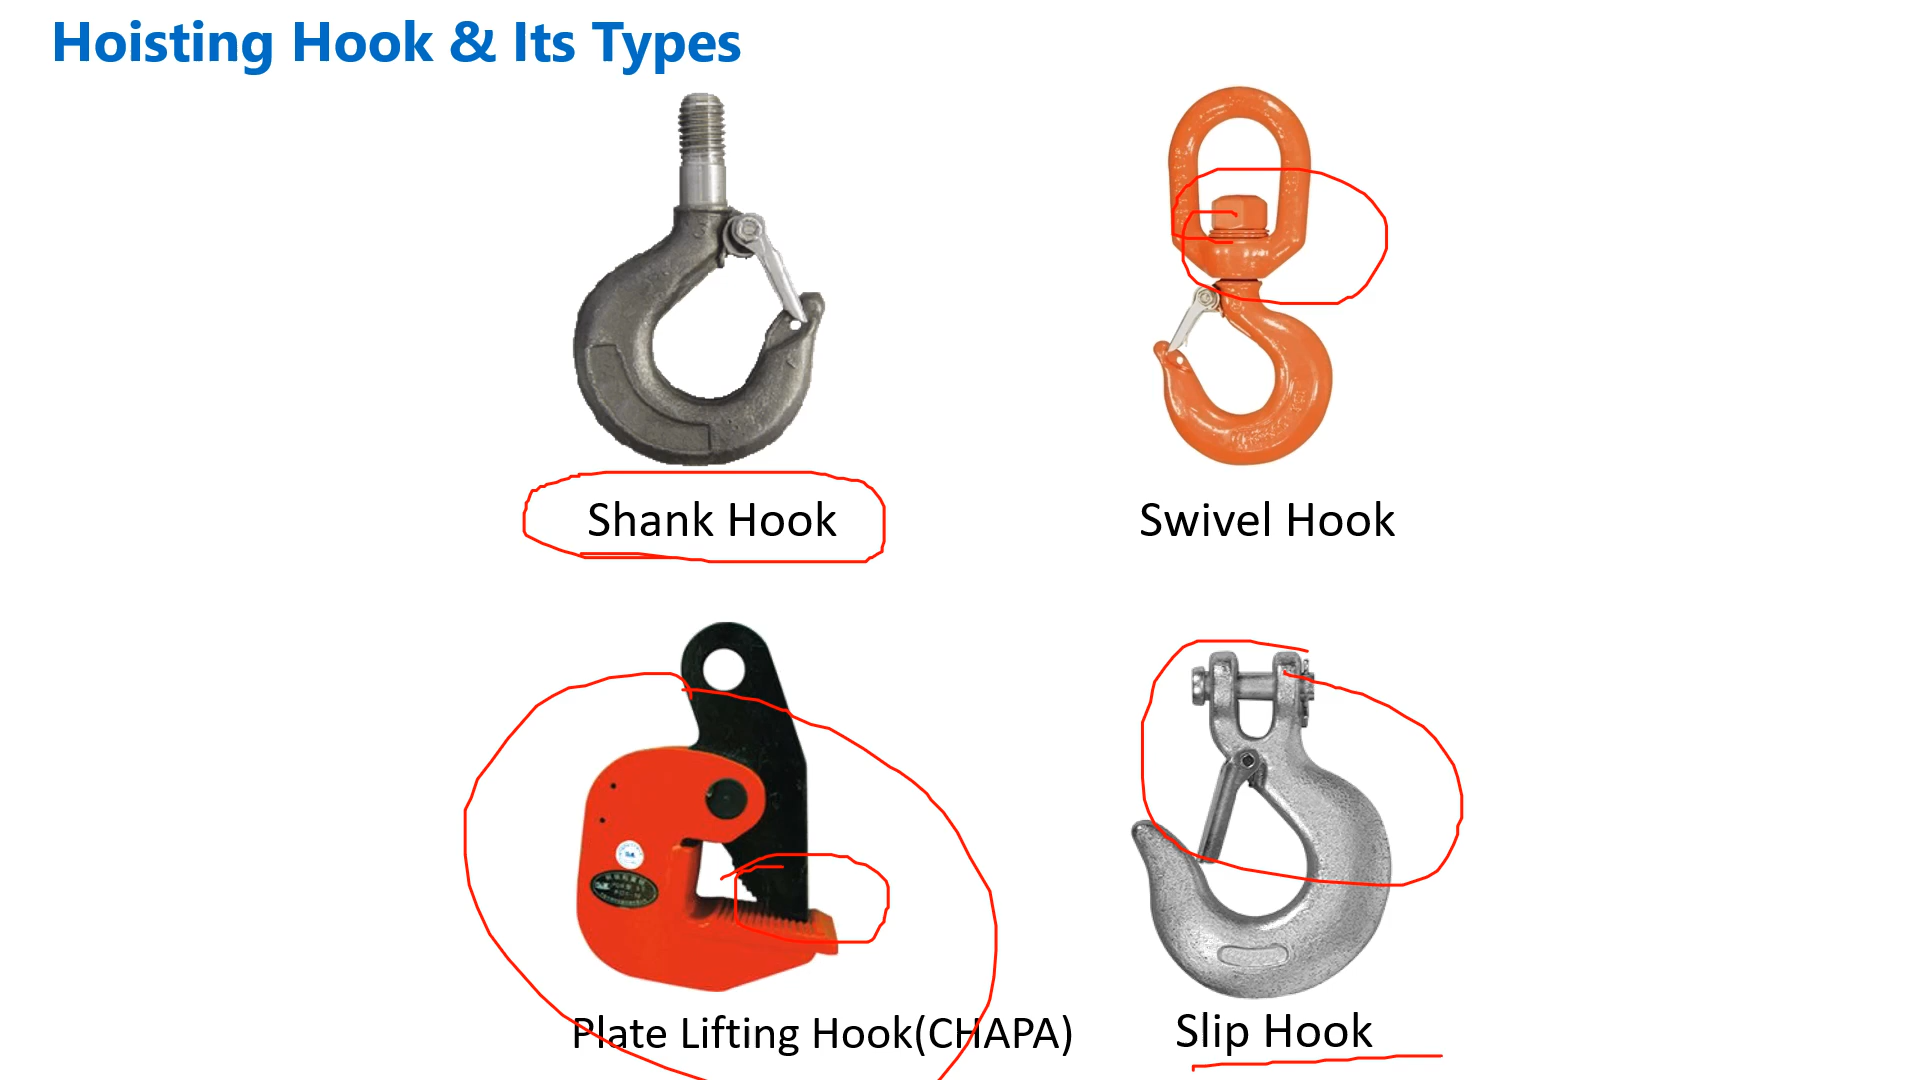 Hoisting Hook & Its Types
Shank Hook
Swivel Hook
Plate Lifting Hook(CHAPA)
Slip Hook